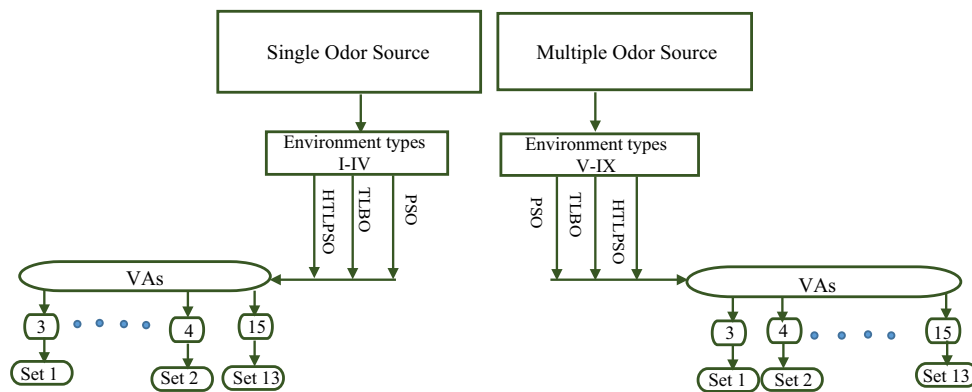 Single Odor Source
Multiple Odor Source
Environment types
I-IV
Environment types
V-IX
HTLPSO
TLBO
PSO
PSO
TLBO
HTLPSO
VAs
VAs
3
4
15
3
4
15
Set 1
Set 2
Set 13
Set 1
Set 2
Set 13